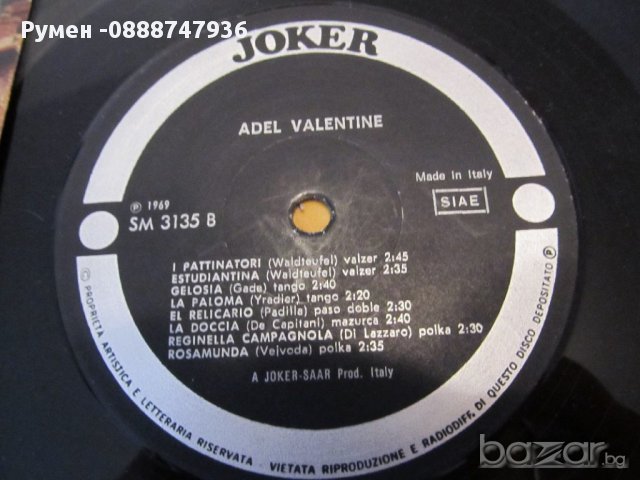 Румен -0888747936
JOKER
ADEL VALENTINE
Made in Italy
SIAE
℗ 1969
SM 3135 B
I PATTINATORI (Waldteufel) valzer 2:45
ESTUDIANTINA (Waldteufel) valzer 2:35
GELOSIA (Gade) tango 2:40
LA PALOMA (Yradier) tango 2:20
EL RELICARIO (Padilla) paso doble 2:30
LA DOCCIA (De Capitani) mazurca 2:40
REGINELLA CAMPAGNOLA (Di Lazzaro) polka 2:30
ROSAMUNDA (Veivoda) polka 2:35
A JOKER-SAAR Prod. Italy
© PROPRIETÀ ARTISTICA E LETTERARIA RISERVATA - VIETATA RIPRODUZIONE E RADIODIFF. DI QUESTO DISCO DEPOSITATO ℗
bazar.bg